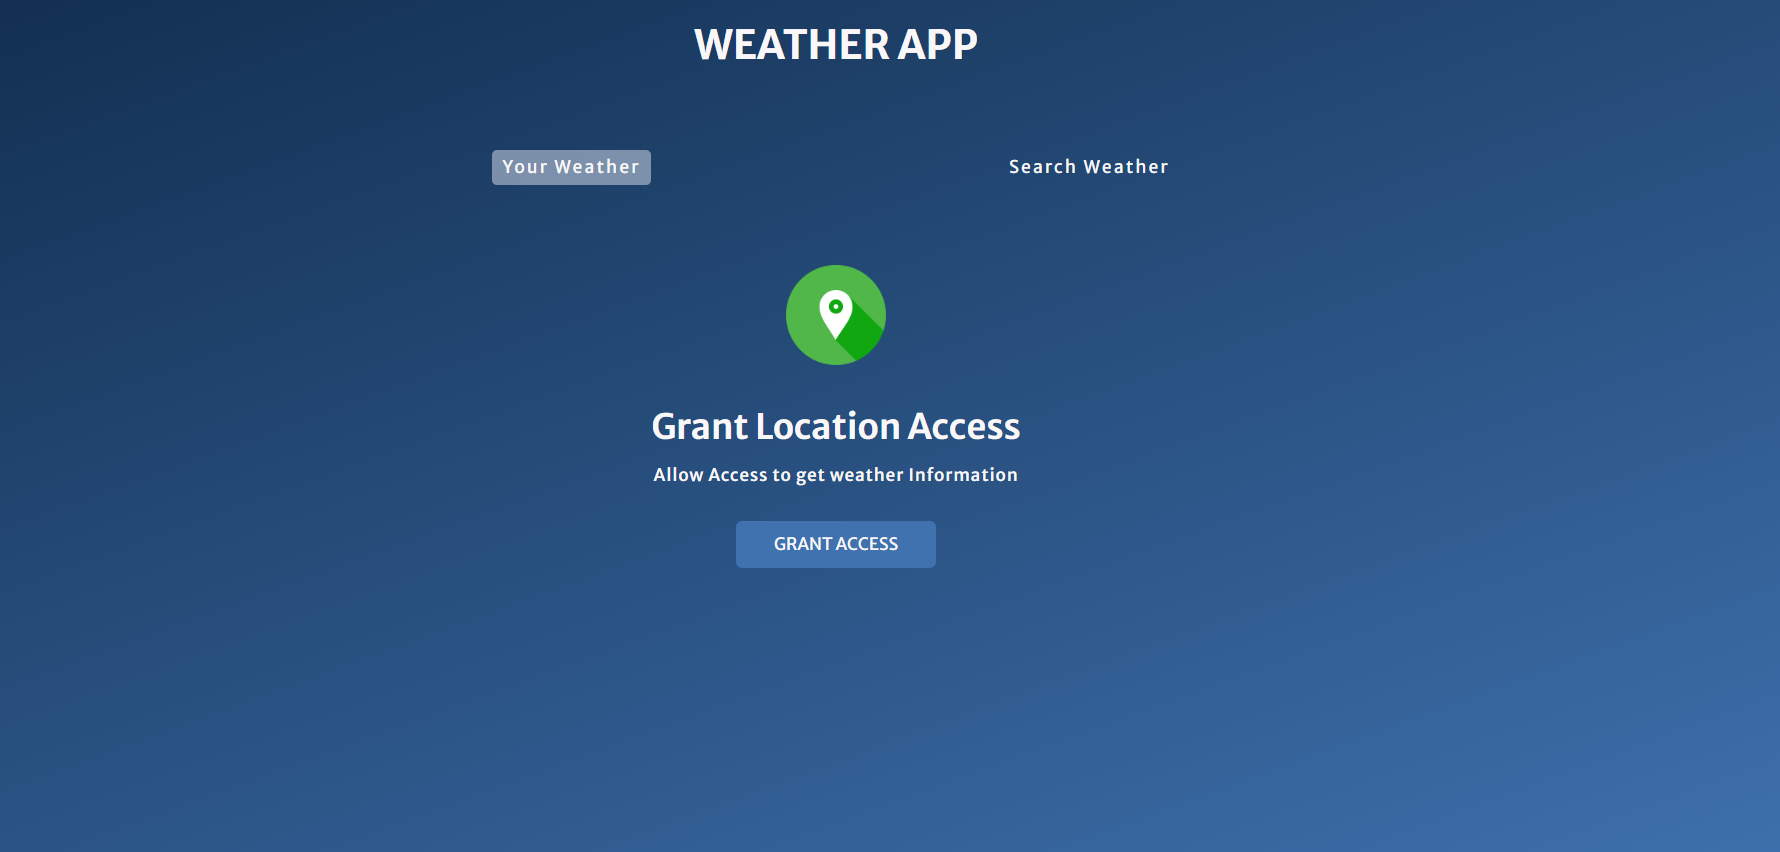 WEATHER APP
Your Weather
Search Weather
Grant Location Access
Allow Access to get weather Information
GRANT ACCESS